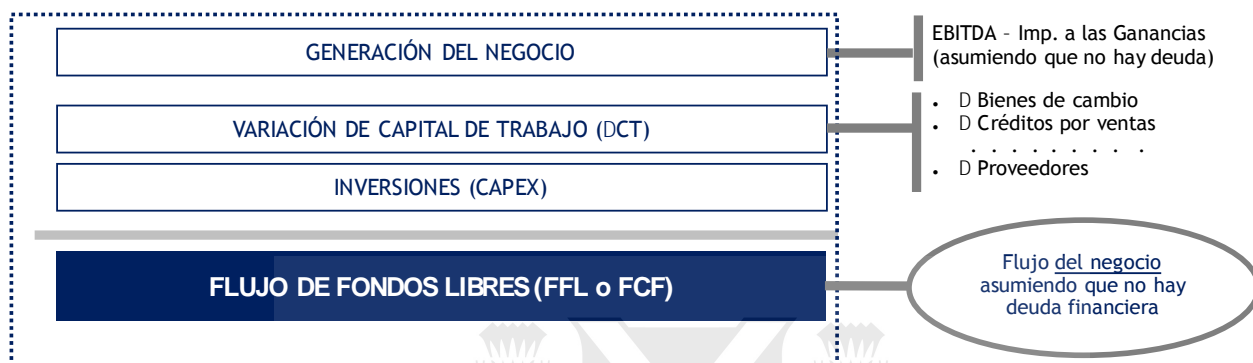 GENERACIÓN DEL NEGOCIO
EBITDA – Imp. a las Ganancias
(asumiendo que no hay deuda)
VARIACIÓN DE CAPITAL DE TRABAJO (DCT)
• D Bienes de cambio
• D Créditos por ventas
. . . . . . . . .
• D Proveedores
INVERSIONES (CAPEX)
FLUJO DE FONDOS LIBRES (FFL o FCF)
Flujo del negocio
asumiendo que no hay
deuda financiera